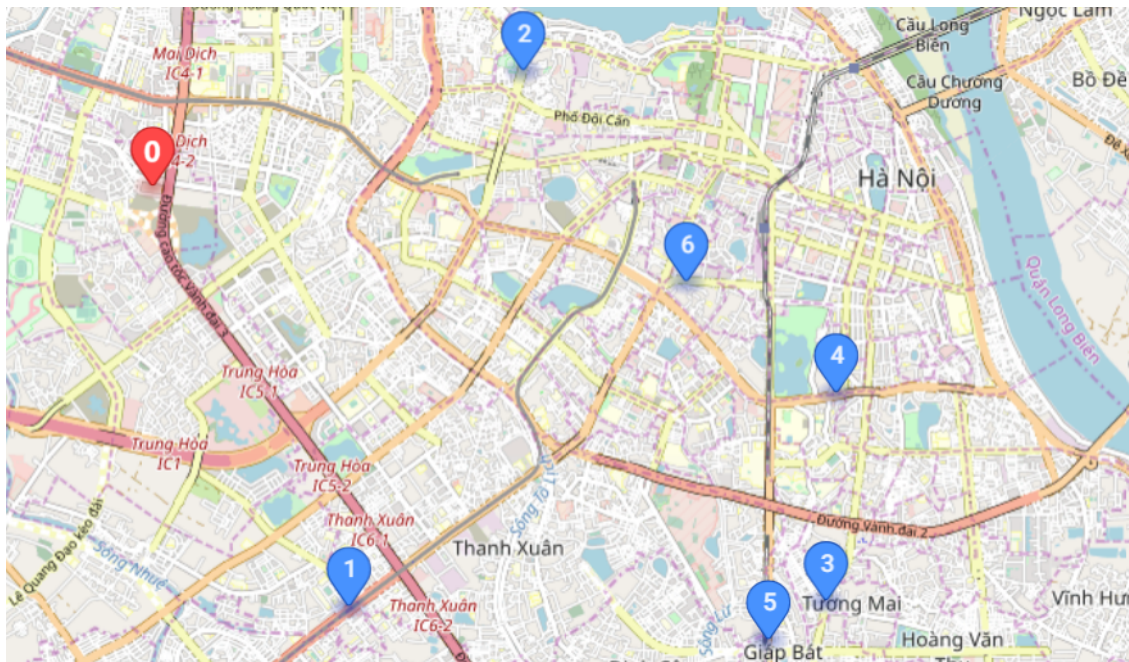 Ngọc Lâm
Cầu Long
Biên
Mai Dịch
IC4-1
2
Cầu Chương
Dương
Bồ Đề
Phố Đội Cấn
0
Hà Nội
Đường cao tốc Vành đai 3
6
Quận Long Biên
4
Trung Hòa
IC5-1
Trung Hòa
IC1
Trung Hòa
IC5-2
Sông Tô Lị
Lê Quang Đạo kéo dài
Sông Nhuệ
Thanh Xuân
IC6-1
Đường Vành đai 2
Thanh Xuân
1
3
Thanh Xuân
IC6-2
5
Tương Mai
Vĩnh Hư
Sông Lừ
Giáp Bát
Hoàng Văn